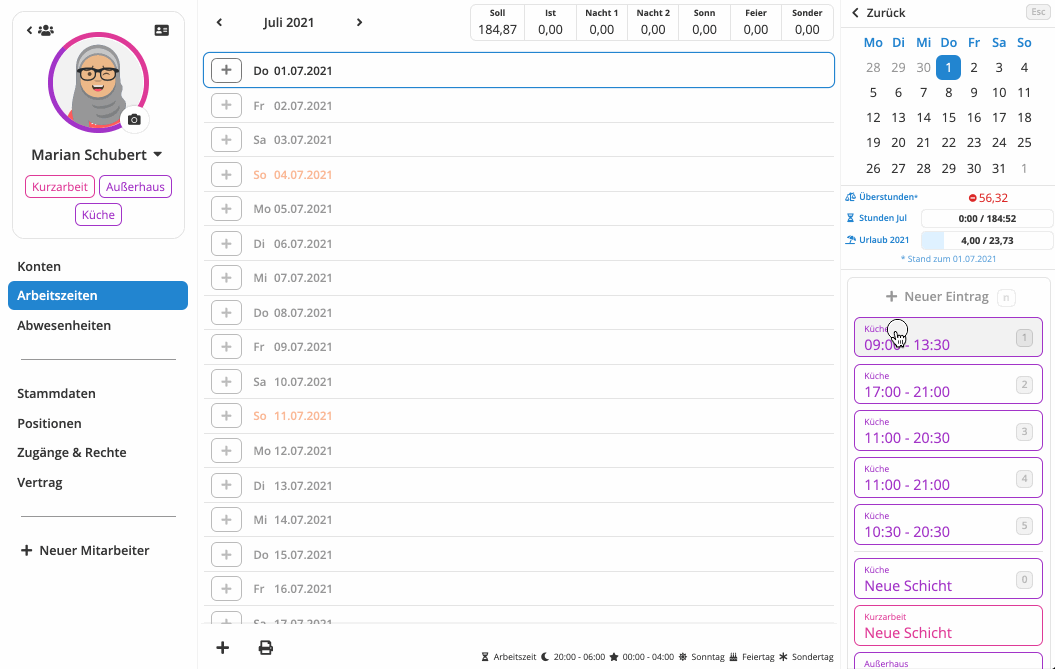 Marian Schubert
Kurzarbeit
Außerhaus
Küche
Konten
Arbeitszeiten
Abwesenheiten
Stammdaten
Positionen
Zugänge & Rechte
Vertrag
Neuer Mitarbeiter
Juli 2021
Soll Ist Nacht 1 Nacht 2 Sonn Feier Sonder
184,87 0,00 0,00 0,00 0,00 0,00 0,00
Do 01.07.2021
Fr 02.07.2021
Sa 03.07.2021
So 04.07.2021
Mo 05.07.2021
Di 06.07.2021
Mi 07.07.2021
Do 08.07.2021
Fr 09.07.2021
Sa 10.07.2021
So 11.07.2021
Mo 12.07.2021
Di 13.07.2021
Mi 14.07.2021
Do 15.07.2021
Fr 16.07.2021
Sa 17.07.2021
Arbeitszeit 20:00 - 06:00 00:00 - 04:00 Sonntag Feiertag Sondertag
Zurück Esc
Mo Di Mi Do Fr Sa So
28 29 30 1 2 3 4
5 6 7 8 9 10 11
12 13 14 15 16 17 18
19 20 21 22 23 24 25
26 27 28 29 30 31 1
Überstunden* 56,32
Stunden Jul 0:00 / 184:52
Urlaub 2021 4,00 / 23,73
* Stand zum 01.07.2021
Neuer Eintrag n
Küche
09:00 - 13:30 1
Küche
17:00 - 21:00 2
Küche
11:00 - 20:30 3
Küche
11:00 - 21:00 4
Küche
10:30 - 20:30 5
Küche
Neue Schicht 0
Kurzarbeit
Neue Schicht
Außerhaus